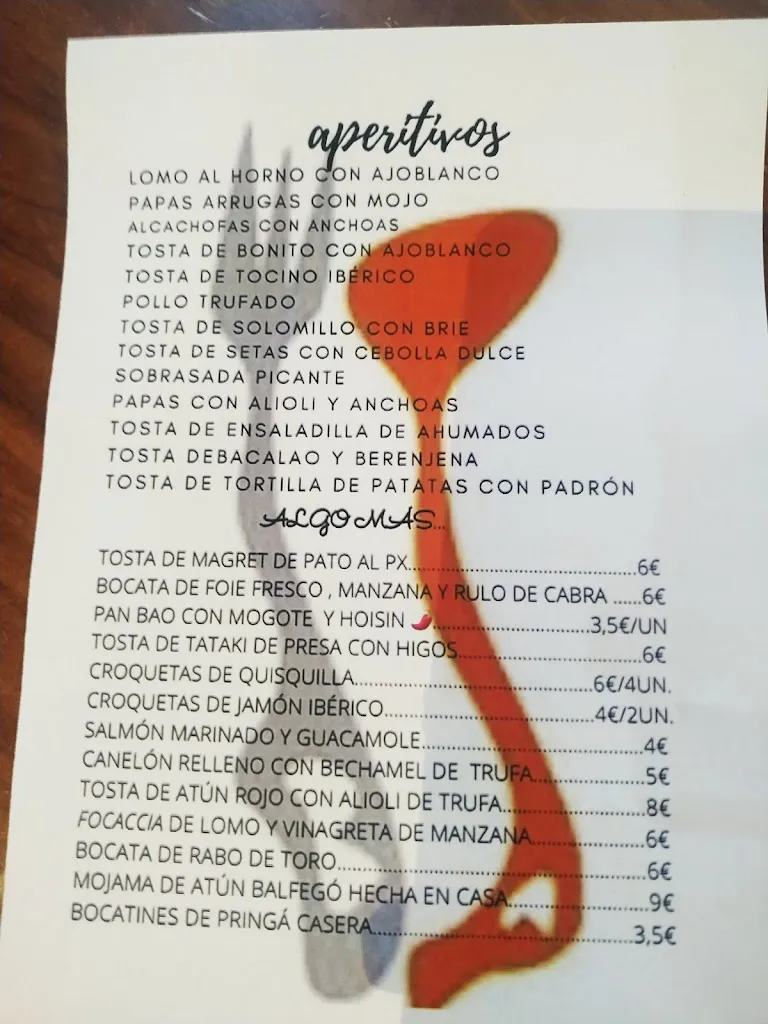 aperitivos
LOMO AL HORNO CON AJOBLANCO
PAPAS ARRUGAS CON MOJO
ALCACHOFAS CON ANCHOAS
TOSTA DE BONITO CON AJOBLANCO
TOSTA DE TOCINO IBÉRICO
POLLO TRUFADO
TOSTA DE SOLOMILLO CON BRIE
TOSTA DE SETAS CON CEBOLLA DULCE
SOBRASADA PICANTE
PAPAS CON ALIOLI Y ANCHOAS
TOSTA DE ENSALADILLA DE AHUMADOS
TOSTA DEBACALAO Y BERENJENA
TOSTA DE TORTILLA DE PATATAS CON PADRÓN
ALGO MAS...
TOSTA DE MAGRET DE PATO AL PX..............................6€
BOCATA DE FOIE FRESCO , MANZANA Y RULO DE CABRA ......6€
PAN BAO CON MOGOTE Y HOISIN 🌶️.....................3,5€/UN
TOSTA DE TATAKI DE PRESA CON HIGOS........................6€
CROQUETAS DE QUISQUILLA................................6€/4UN.
CROQUETAS DE JAMÓN IBÉRICO............................4€/2UN.
SALMÓN MARINADO Y GUACAMOLE..............................4€
CANELÓN RELLENO CON BECHAMEL DE TRUFA...............5€
TOSTA DE ATÚN ROJO CON ALIOLI DE TRUFA..................8€
FOCACCIA DE LOMO Y VINAGRETA DE MANZANA...............6€
BOCATA DE RABO DE TORO........................................6€
MOJAMA DE ATÚN BALFEGÓ HECHA EN CASA...................9€
BOCATINES DE PRINGÁ CASERA...................................3,5€